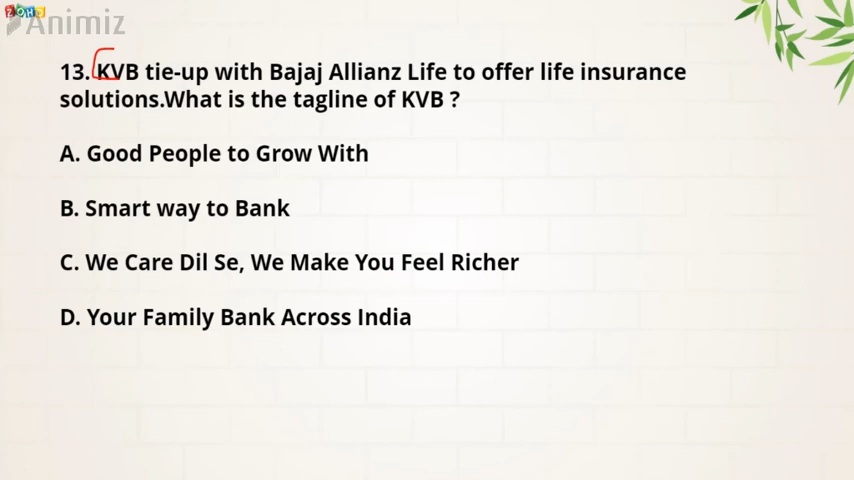 ZOHO
Animiz
13. KVB tie-up with Bajaj Allianz Life to offer life insurance
solutions.What is the tagline of KVB ?
A. Good People to Grow With
B. Smart way to Bank
C. We Care Dil Se, We Make You Feel Richer
D. Your Family Bank Across India